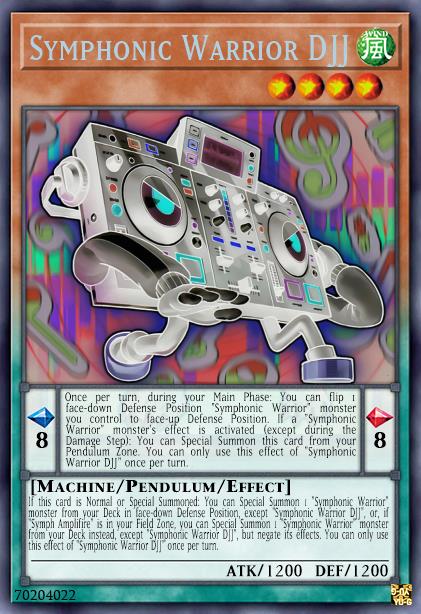 Symphonic Warrior DJJ
WIND
風
Once per turn, during your Main Phase: You can flip 1
face-down Defense Position "Symphonic Warrior" monster
you control to face-up Defense Position. If a "Symphonic
Warrior" monster's effect is activated (except during the
Damage Step): You can Special Summon this card from your
Pendulum Zone. You can only use this effect of "Symphonic
Warrior DJJ" once per turn.
8
8
[Machine/Pendulum/Effect]
If this card is Normal or Special Summoned: You can Special Summon 1 "Symphonic Warrior"
monster from your Deck in face-down Defense Position, except "Symphonic Warrior DJJ", or, if
"Symph Amplifire" is in your Field Zone, you can Special Summon 1 "Symphonic Warrior" monster
from your Deck instead, except "Symphonic Warrior DJJ", but negate its effects. You can only use
this effect of "Symphonic Warrior DJJ" once per turn.
ATK/1200 DEF/1200
70204022